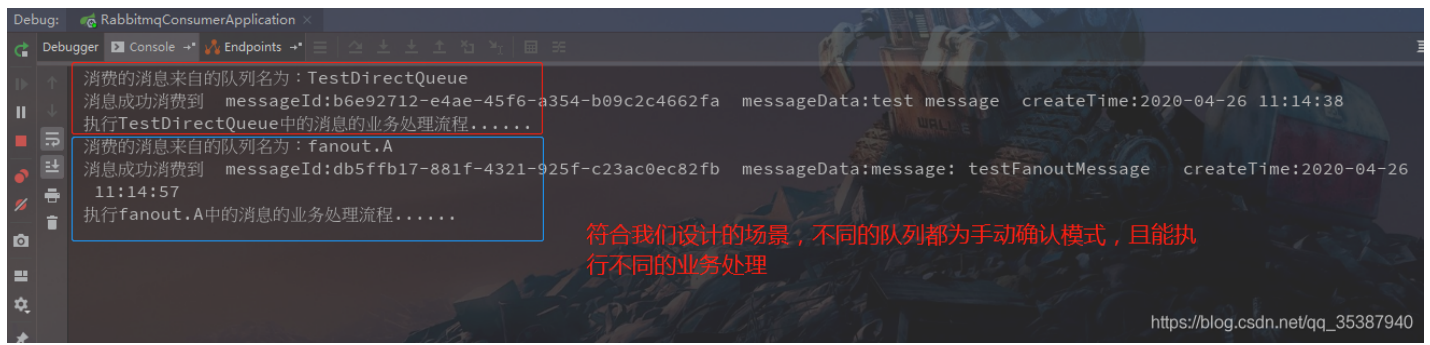 Debug: RabbitmqConsumerApplication ×
Debugger Console →* Endpoints →*
消费的消息来自的队列名为：TestDirectQueue
消息成功消费到  messageId:b6e92712-e4ae-45f6-a354-b09c2c4662fa  messageData:test message  createTime:2020-04-26 11:14:38
执行TestDirectQueue中的消息的业务处理流程......
消费的消息来自的队列名为：fanout.A
消息成功消费到  messageId:db5ffb17-881f-4321-925f-c23ac0ec82fb  messageData:message: testFanoutMessage   createTime:2020-04-26
11:14:57
执行fanout.A中的消息的业务处理流程......
符合我们设计的场景，不同的队列都为手动确认模式，且能执
行不同的业务处理
WALL·E
https://blog.csdn.net/qq_35387940